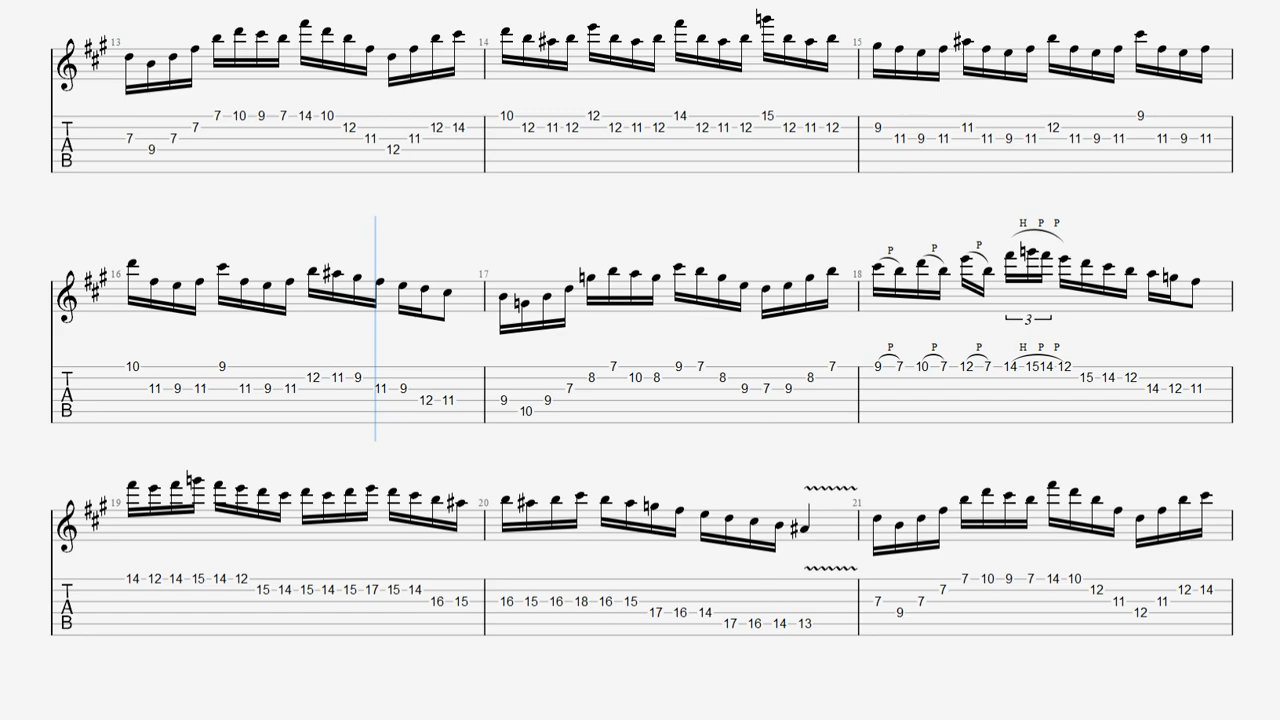 13 14 15
7 10 9 7 14 10 10 12 14 15 9
T 7 12 12 14 12 11 12 12 11 12 12 11 12 12 11 12 9 11 12
A 7 7 11 11 11 9 11 11 9 11 11 9 11 11 9 11
B 9 12
H P P
P P P
16 17 18
3
P P P H P P
10 9 7 9 7 7 9 7 10 7 12 7 14 15 14 12
T 12 11 9 8 10 8 8 8 15 14 12
A 11 9 11 11 9 11 11 9 7 9 7 9 14 12 11
B 12 11 9 9
10
19 20 21
14 12 14 15 14 12 7 10 9 7 14 10
T 15 14 15 14 15 17 15 14 7 12 12 14
A 16 15 16 15 16 18 16 15 7 7 11 11
B 17 16 14 9 12
17 16 14 13